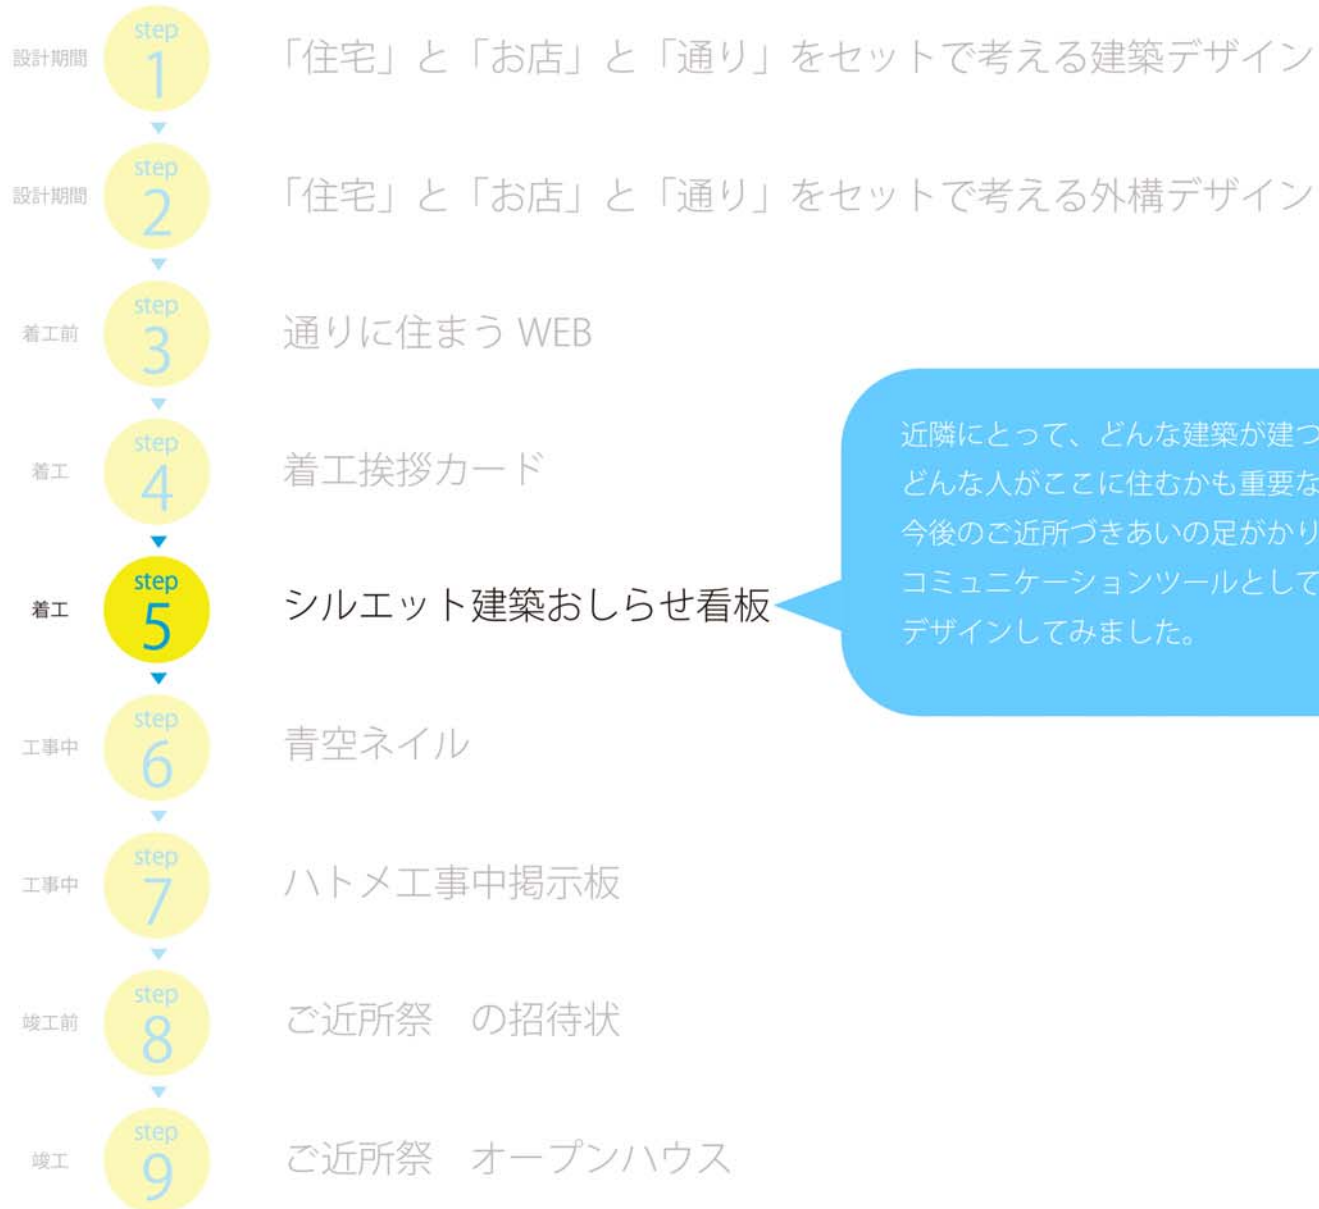 設計期間
step
1
「住宅」と「お店」と「通り」をセットで考える建築デザイン
設計期間
step
2
「住宅」と「お店」と「通り」をセットで考える外構デザイン
着工前
step
3
通りに住まう WEB
着工
step
4
着工挨拶カード
着工
step
5
シルエット建築おしらせ看板
近隣にとって、どんな建築が建つ
どんな人がここに住むかも重要な
今後のご近所づきあいの足がかり
コミュニケーションツールとして
デザインしてみました。
工事中
step
6
青空ネイル
工事中
step
7
ハトメ工事中掲示板
竣工前
step
8
ご近所祭　の招待状
竣工
step
9
ご近所祭　オープンハウス